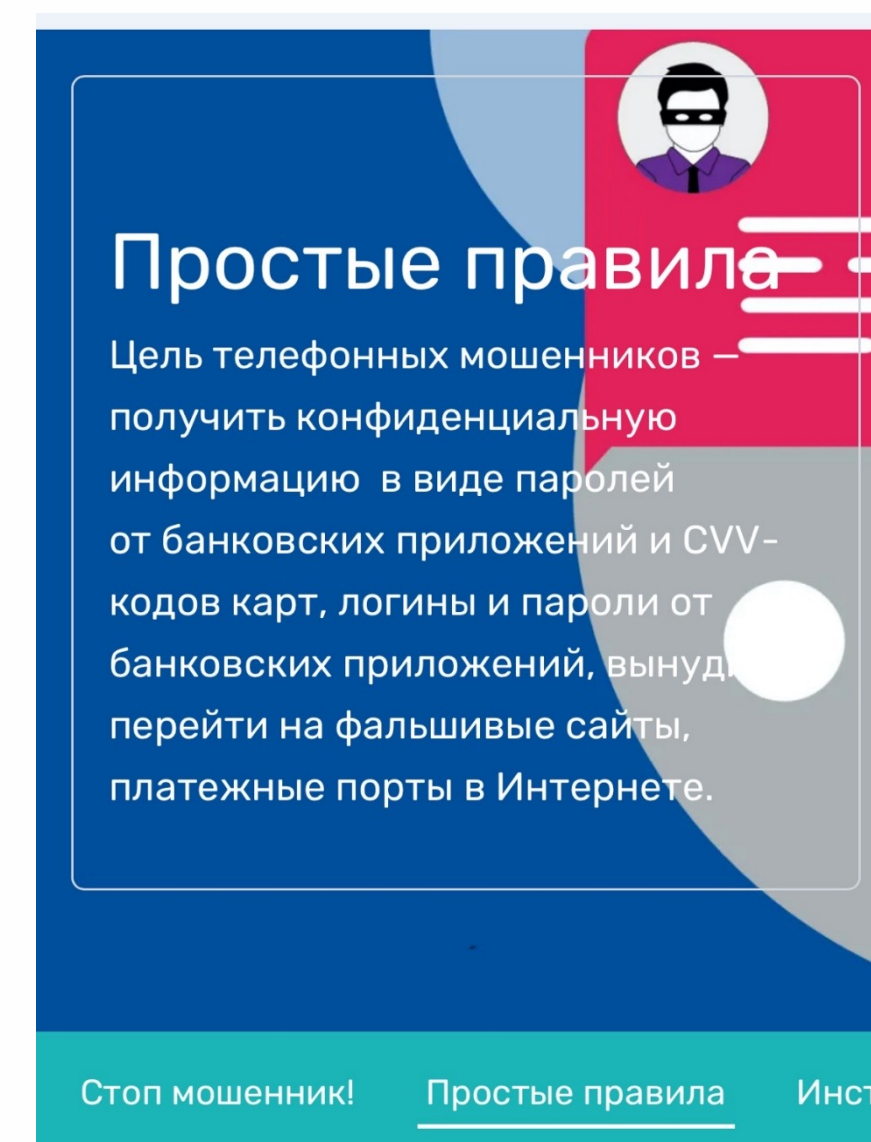 Простые правила
Цель телефонных мошенников —
получить конфиденциальную
информацию в виде паролей
от банковских приложений и CVV-
кодов карт, логины и пароли от
банковских приложений,
перейти на фальшивые сайты,
платежные порты в Интернете.
Стоп мошенник! Простые правила